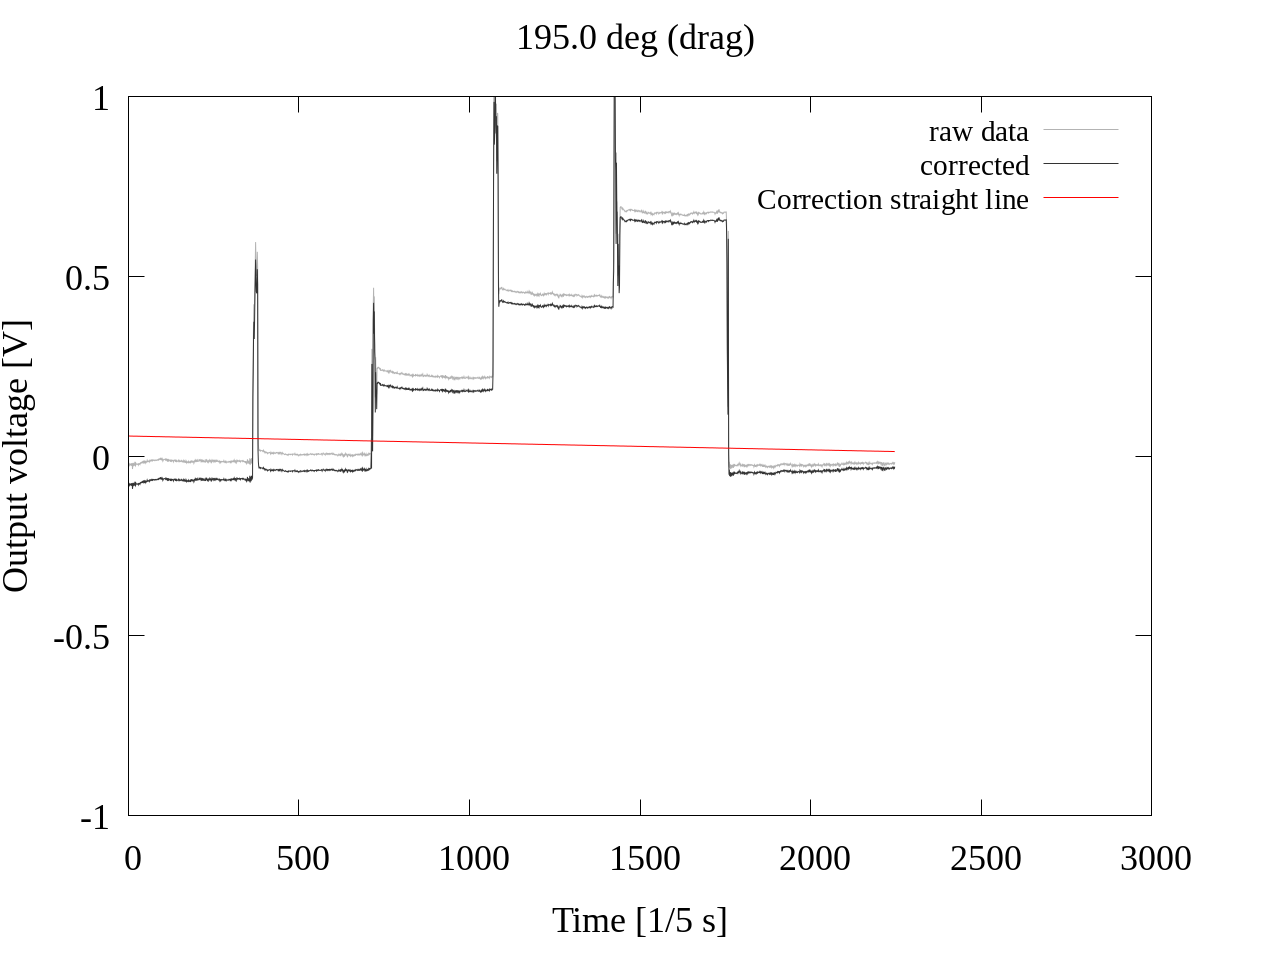 195.0 deg (drag)
1
raw data
corrected
Correction straight line
0.5
Output voltage [V]
0
-0.5
-1
0 500 1000 1500 2000 2500 3000
Time [1/5 s]